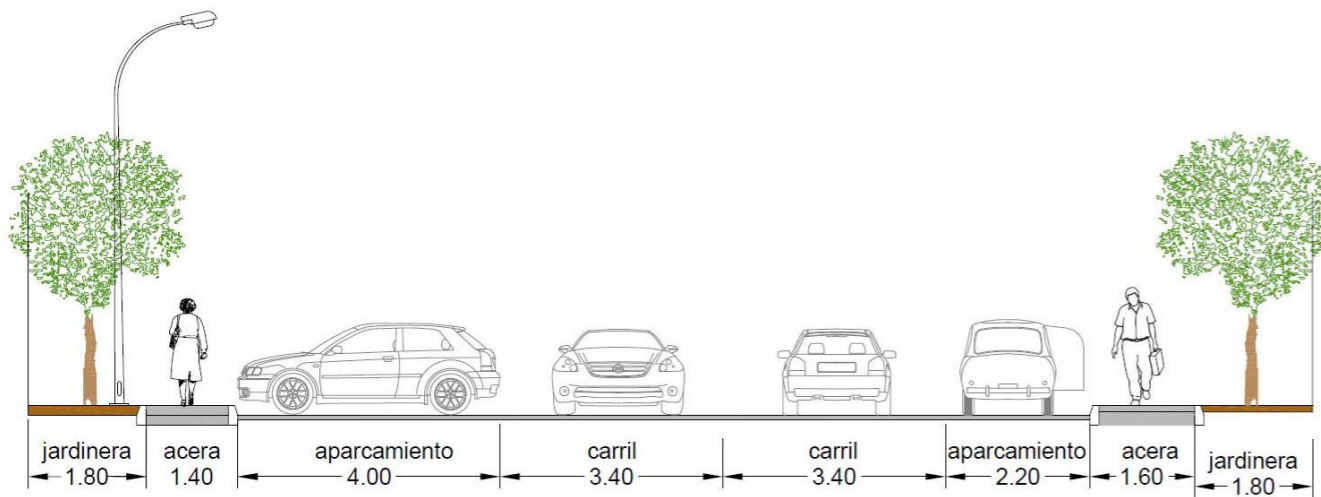 jardinera
1.80
acera
1.40
aparcamiento
4.00
carril
3.40
carril
3.40
aparcamiento
2.20
acera
1.60
jardinera
1.80